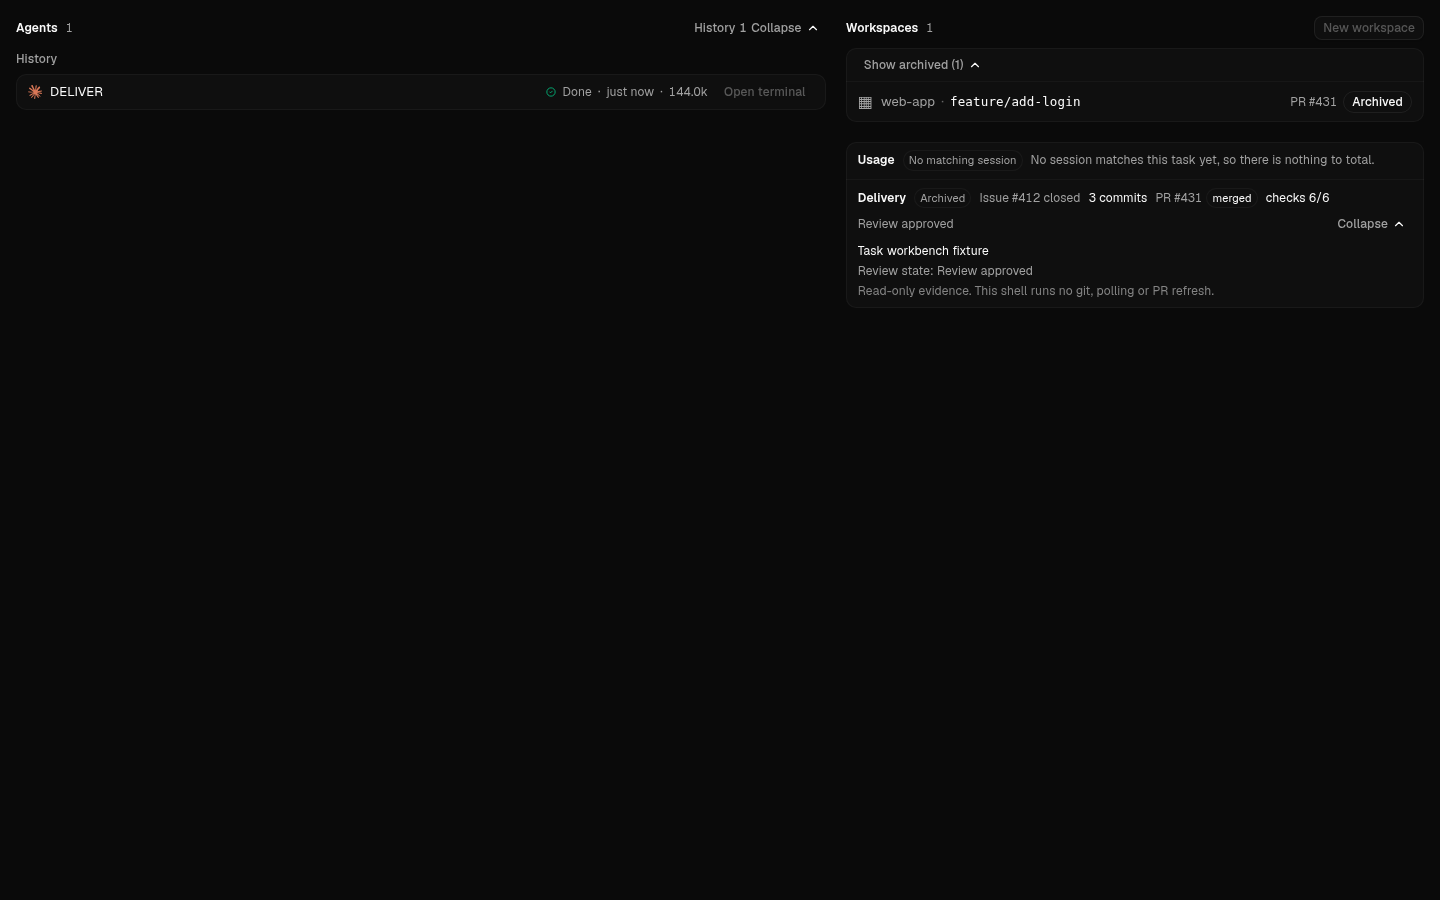 Agents 1
History 1 Collapse
History
DELIVER
Done · just now · 144.0k
Open terminal
Workspaces 1
New workspace
Show archived (1)
web-app · feature/add-login
PR #431 Archived
Usage No matching session No session matches this task yet, so there is nothing to total.
Delivery Archived Issue #412 closed 3 commits PR #431 merged checks 6/6
Review approved
Collapse
Task workbench fixture
Review state: Review approved
Read-only evidence. This shell runs no git, polling or PR refresh.